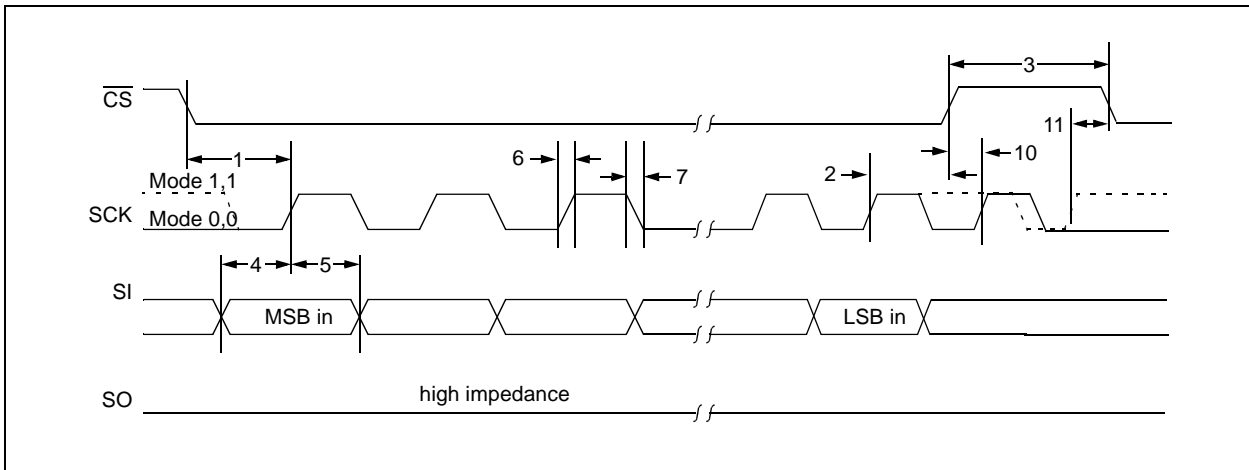 3
CS
11
1
6
7
2
10
Mode 1,1
SCK
Mode 0,0
4
5
SI
MSB in
LSB in
SO
high impedance